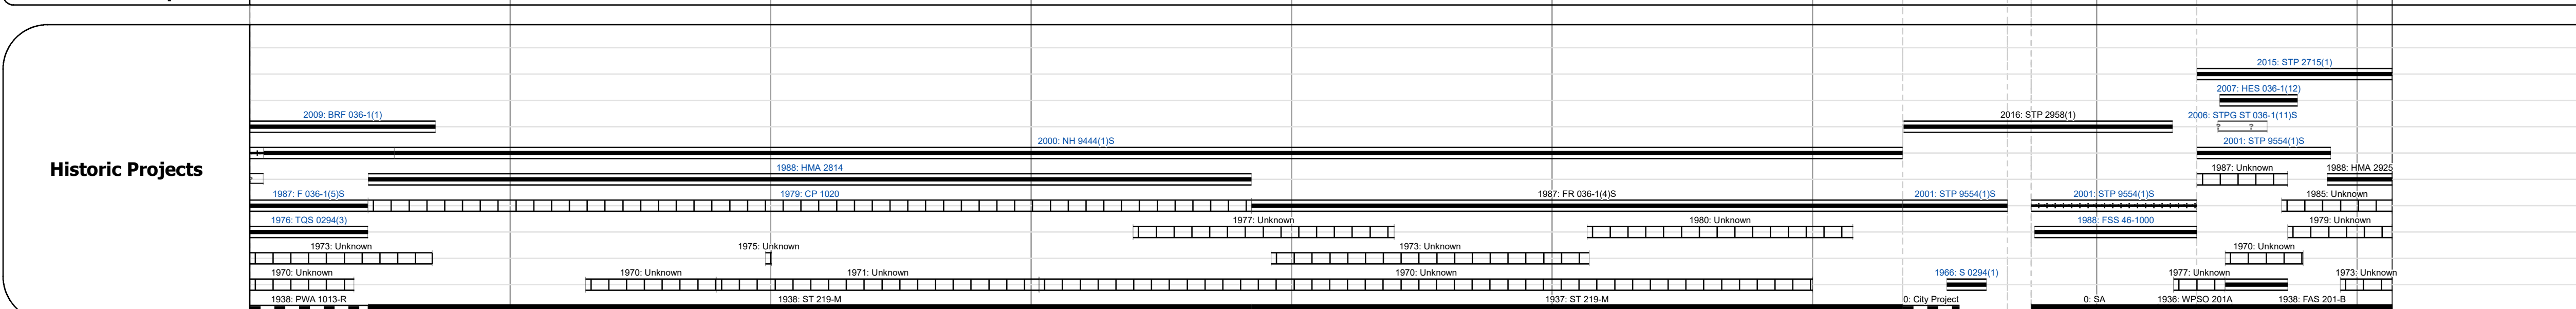 2015: STP 2715(1)
2007: HES 036-1(12)
2009: BRF 036-1(1)
2016: STP 2958(1)
2006: STPG ST 036-1(11)S
? ?
2000: NH 9444(1)S
2001: STP 9554(1)S
Historic Projects
1988: HMA 2814
1987: Unknown
1988: HMA 2925
1987: F 036-1(5)S
1979: CP 1020
1987: FR 036-1(4)S
2001: STP 9554(1)S
2001: STP 9554(1)S
1985: Unknown
1976: TQS 0294(3)
1977: Unknown
1980: Unknown
1988: FSS 46-1000
1979: Unknown
1973: Unknown
1975: Unknown
1973: Unknown
1970: Unknown
1970: Unknown
1970: Unknown
1971: Unknown
1970: Unknown
1966: S 0294(1)
1977: Unknown
1973: Unknown
1938: PWA 1013-R
1938: ST 219-M
1937: ST 219-M
0: City Project
0: SA
1936: WPSO 201A
1938: FAS 201-B